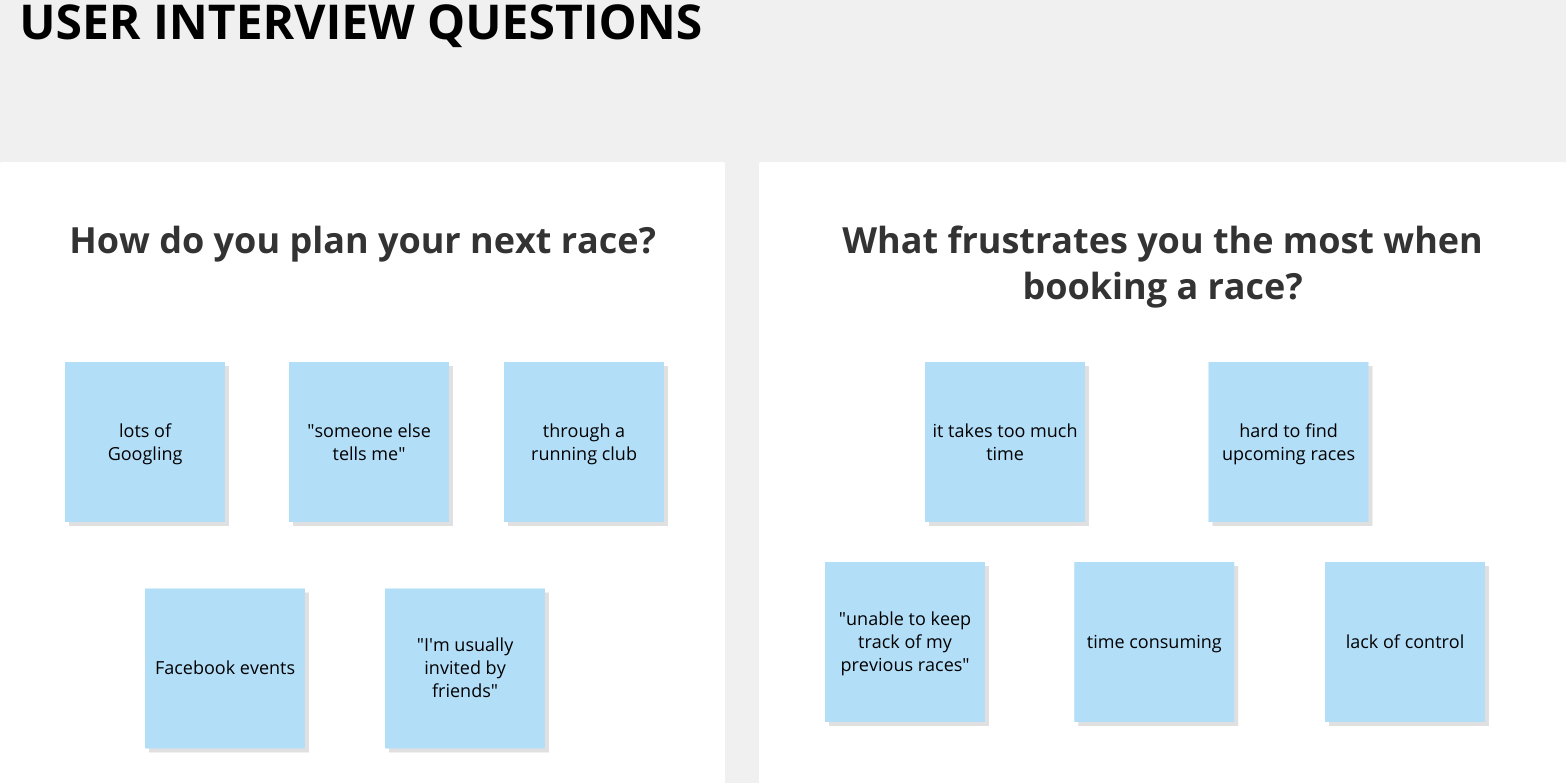 USER INTERVIEW QUESTIONS
How do you plan your next race?
lots of
Googling
"someone else
tells me"
through a
running club
Facebook events
"I'm usually
invited by
friends"
What frustrates you the most when
booking a race?
it takes too much
time
hard to find
upcoming races
"unable to keep
track of my
previous races"
time consuming
lack of control